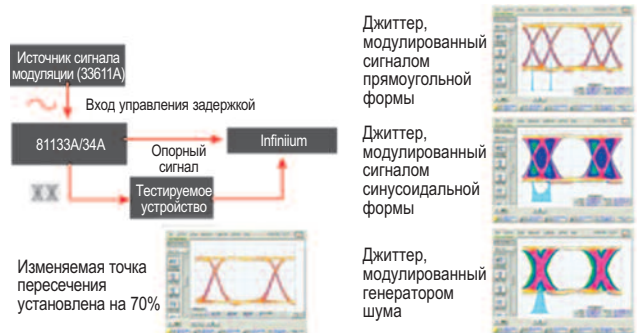 Источник сигнала
модуляции (33611A)
Вход управления задержкой
81133A/34A
Опорный
сигнал
Infiniium
Тестируемое
устройство
Изменяемая точка
пересечения
установлена на 70%
Джиттер,
модулированный
сигналом
прямоугольной
формы
Джиттер,
модулированный
сигналом
синусоидальной
формы
Джиттер,
модулированный
генератором
шума